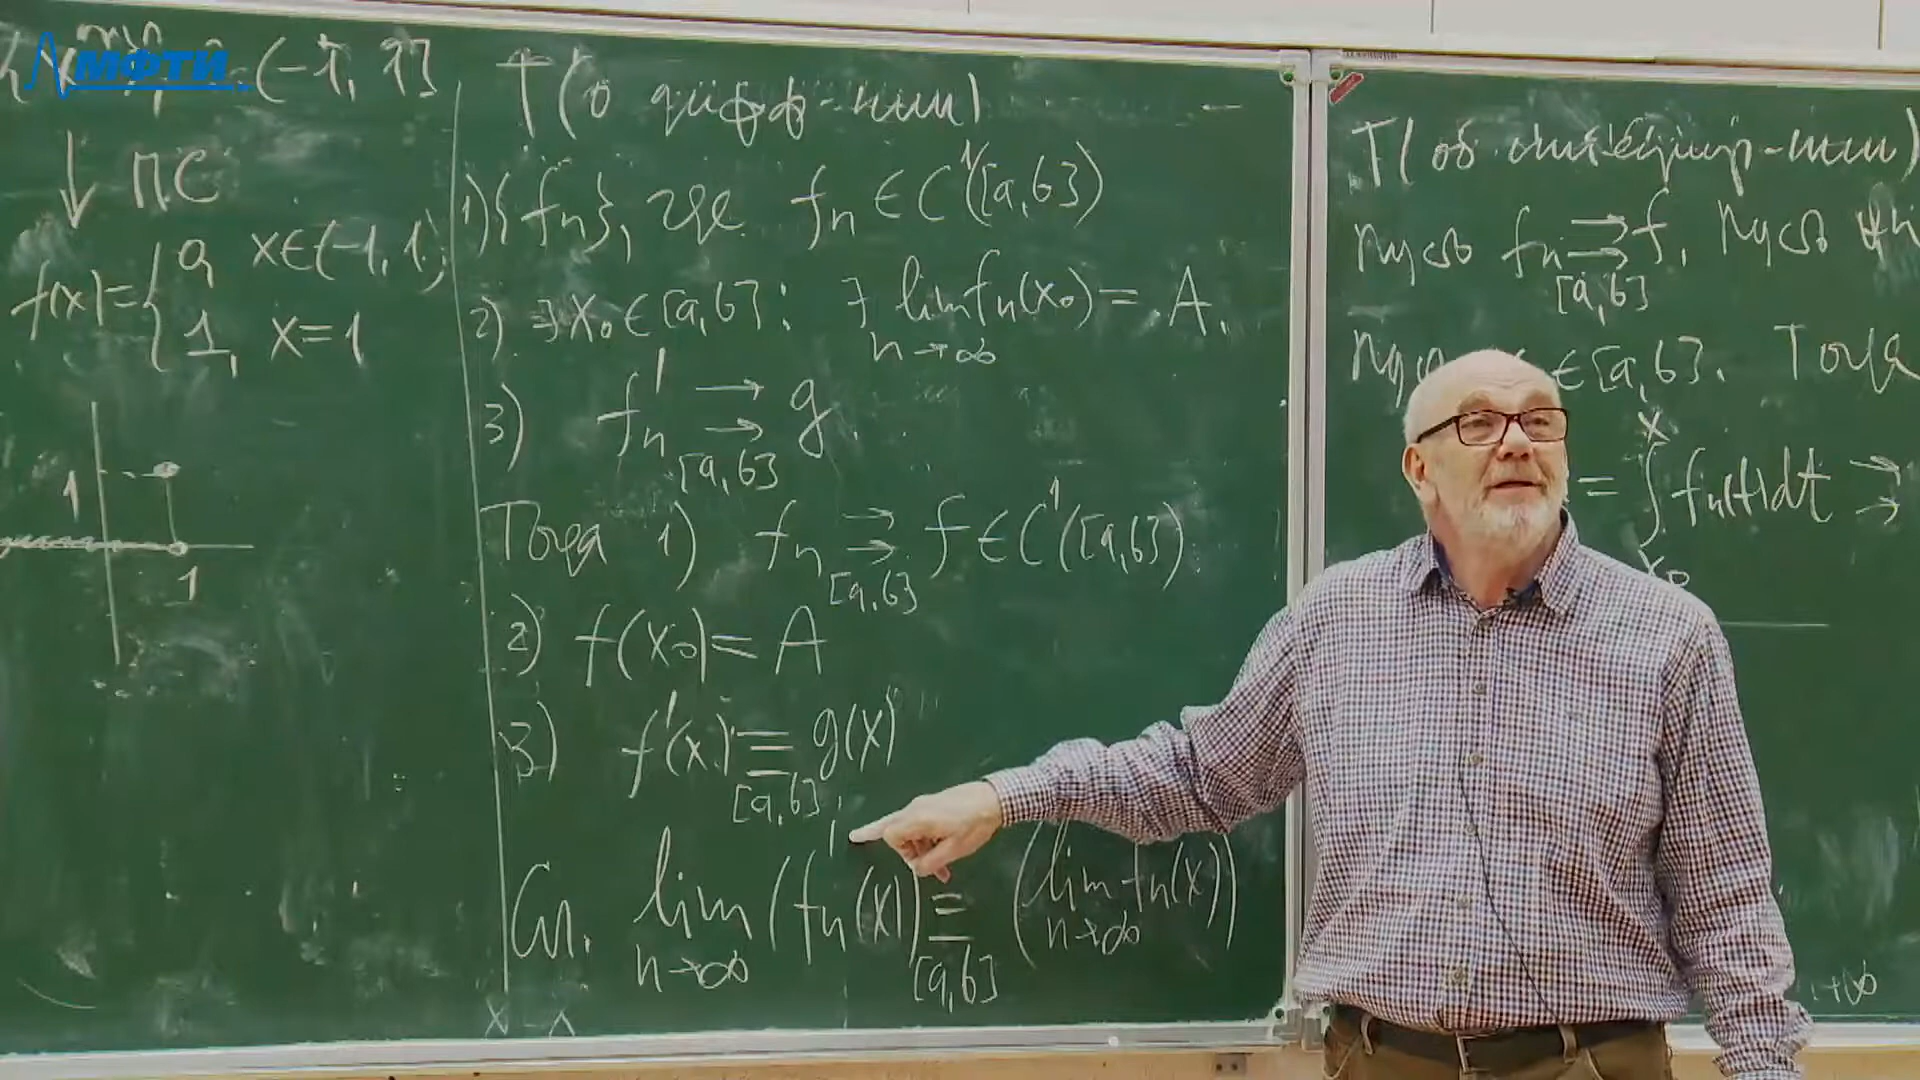 МФТИ
(-1, 1]
↓ ПС
f(x)= { 0, x∈(-1, 1)
1, x=1
1
1
Т(о дифф-нии)
1) {fn}, где fn ∈ C¹([a,b])
2) ∃x₀∈[a,b]: ∃ lim fn(x₀) = A.
n→∞
3) fn' ⇉ g.
[a,b]
Тогда 1) fn ⇉ f∈C¹([a,b])
[a,b]
2) f(x₀)=A
3) f'(x) ≡ g(x)
[a,b].
Сл. lim (fn(x))' ≡ (lim fn(x))
n→∞ [a,b] n→∞
Т(об интегрир-нии)
Пусть fn ⇉ f. Пусть
[a,b]
∈[a,b]. Тогда
x
= ∫ fn(t)dt ⇉
x₀
→∞